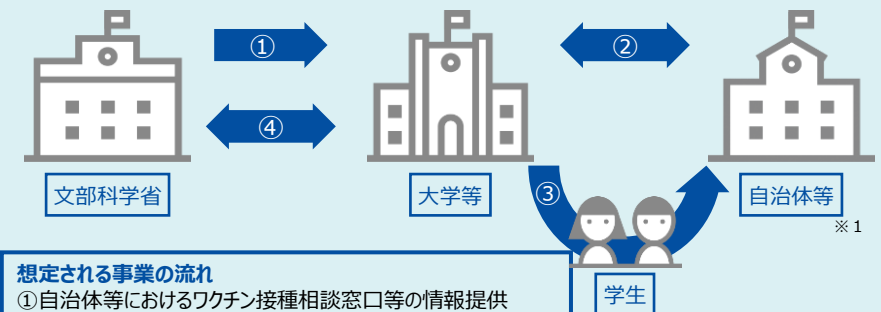 ①
②
④
③
文部科学省
大学等
自治体等
※1
学生
想定される事業の流れ
①自治体等におけるワクチン接種相談窓口等の情報提供